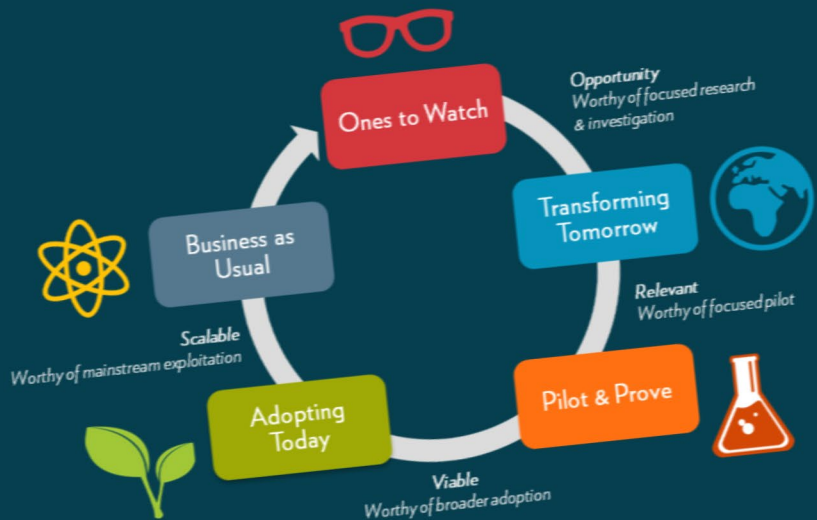 Ones to Watch
Opportunity
Worthy of focused research
& investigation
Transforming
Tomorrow
Relevant
Worthy of focused pilot
Pilot & Prove
Viable
Worthy of broader adoption
Adopting
Today
Scalable
Worthy of mainstream exploitation
Business as
Usual